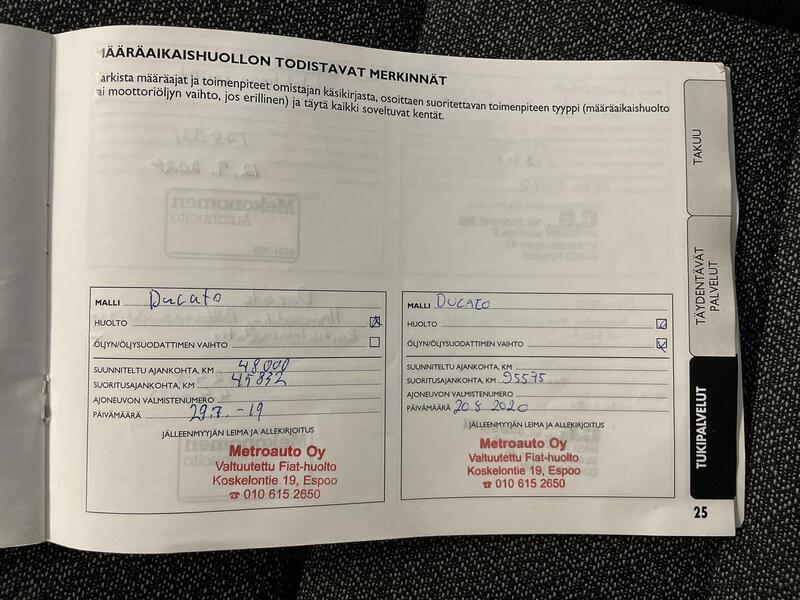 MÄÄRÄAIKAISHUOLLON TODISTAVAT MERKINNÄT
Tarkista määräajat ja toimenpiteet omistajan käsikirjasta, osoittaen suoritettavan toimenpiteen tyyppi (määräaikaishuolto
tai moottoriöljyn vaihto, jos erillinen) ja täytä kaikki soveltuvat kentät.
MALLI Ducato
HUOLTO
ÖLJYN/ÖLJYSUODATTIMEN VAIHTO
SUUNNITELTU AJANKOHTA, KM 48000
SUORITUSAJANKOHTA, KM 45832
AJONEUVON VALMISTENUMERO
PÄIVÄMÄÄRÄ 29.7. -19
JÄLLEENMYYJÄN LEIMA JA ALLEKIRJOITUS
Metroauto Oy
Valtuutettu Fiat-huolto
Koskelontie 19, Espoo
☎ 010 615 2650
MALLI DUCATO
HUOLTO
ÖLJYN/ÖLJYSUODATTIMEN VAIHTO
SUUNNITELTU AJANKOHTA, KM
SUORITUSAJANKOHTA, KM 95575
AJONEUVON VALMISTENUMERO
PÄIVÄMÄÄRÄ 20 8 2020
JÄLLEENMYYJÄN LEIMA JA ALLEKIRJOITUS
Metroauto Oy
Valtuutettu Fiat-huolto
Koskelontie 19, Espoo
☎ 010 615 2650
TAKUU
TÄYDENTÄVÄT
PALVELUT
TUKIPALVELUT
25